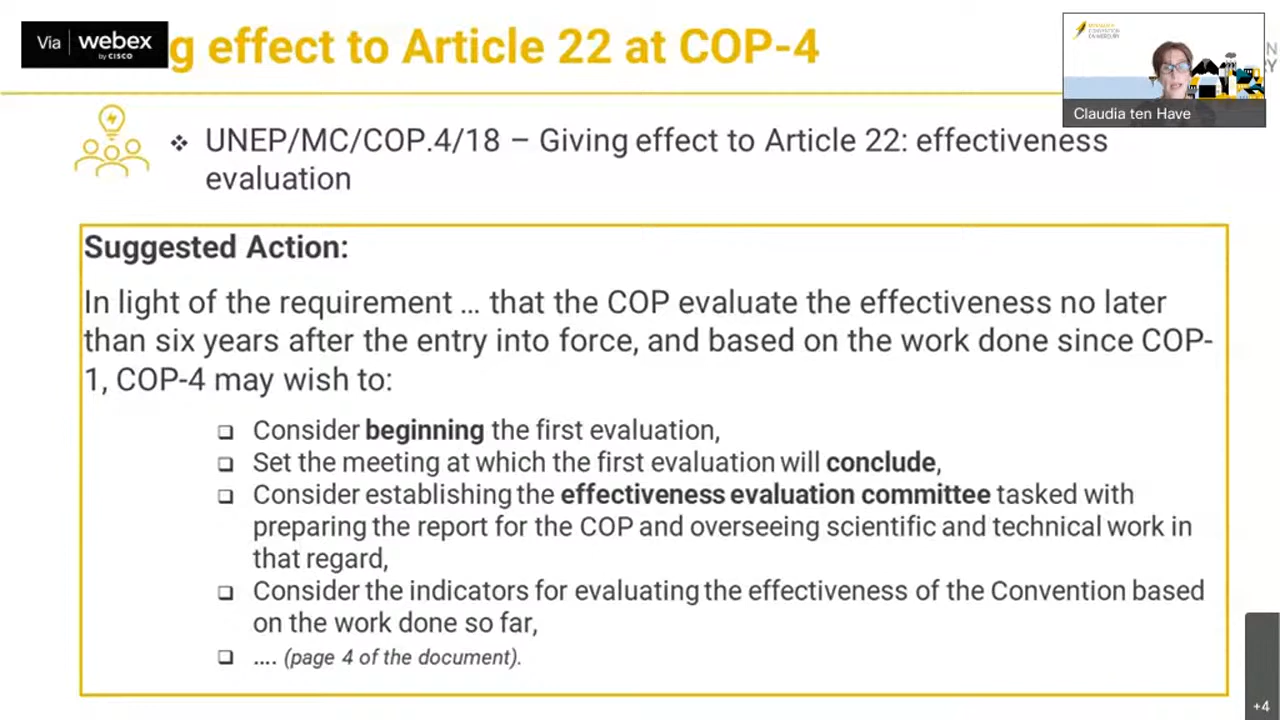 Via webex
by CISCO
g effect to Article 22 at COP-4
MINAMATA
CONVENTION
ON MERCURY
Claudia ten Have
❖ UNEP/MC/COP.4/18 – Giving effect to Article 22: effectiveness
evaluation
Suggested Action:
In light of the requirement ... that the COP evaluate the effectiveness no later
than six years after the entry into force, and based on the work done since COP-
1, COP-4 may wish to:
❑ Consider beginning the first evaluation,
❑ Set the meeting at which the first evaluation will conclude,
❑ Consider establishing the effectiveness evaluation committee tasked with
preparing the report for the COP and overseeing scientific and technical work in
that regard,
❑ Consider the indicators for evaluating the effectiveness of the Convention based
on the work done so far,
❑ .... (page 4 of the document).
+4